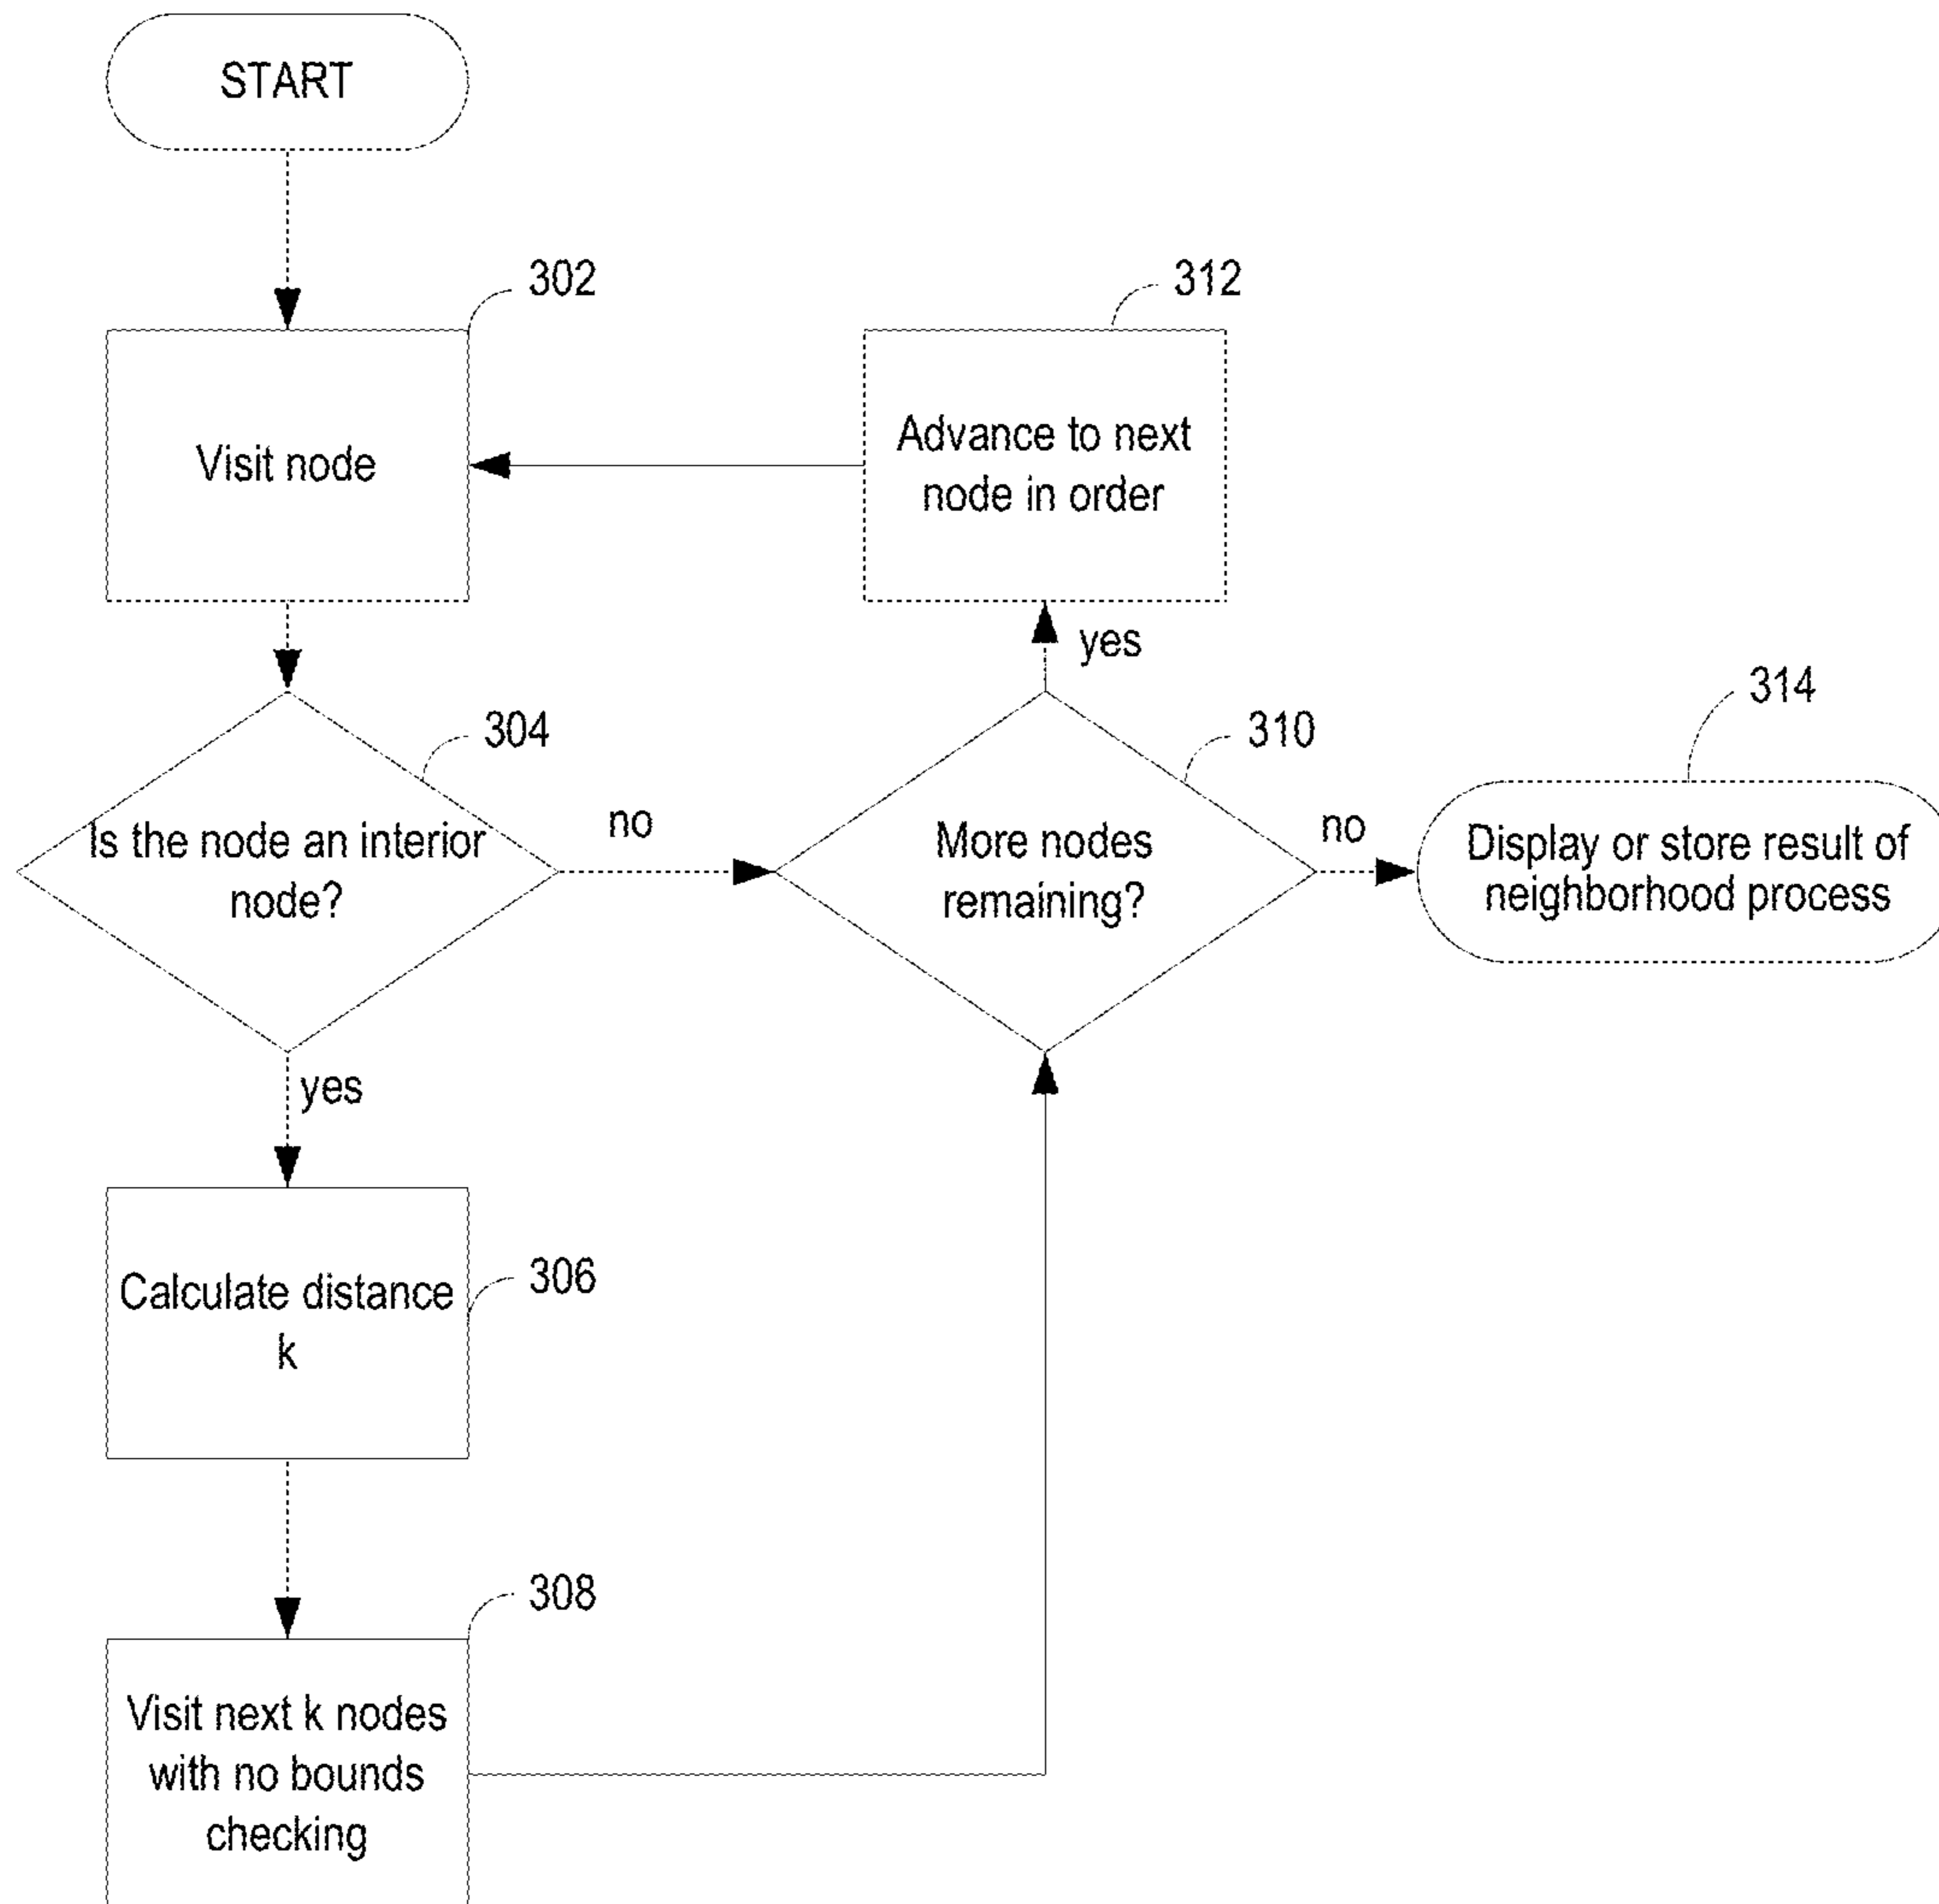 START
302
Visit node
312
Advance to next
node in order
yes
304
Is the node an interior
node?
no
310
More nodes
remaining?
no
314
Display or store result of
neighborhood process
yes
306
Calculate distance
k
308
Visit next k nodes
with no bounds
checking